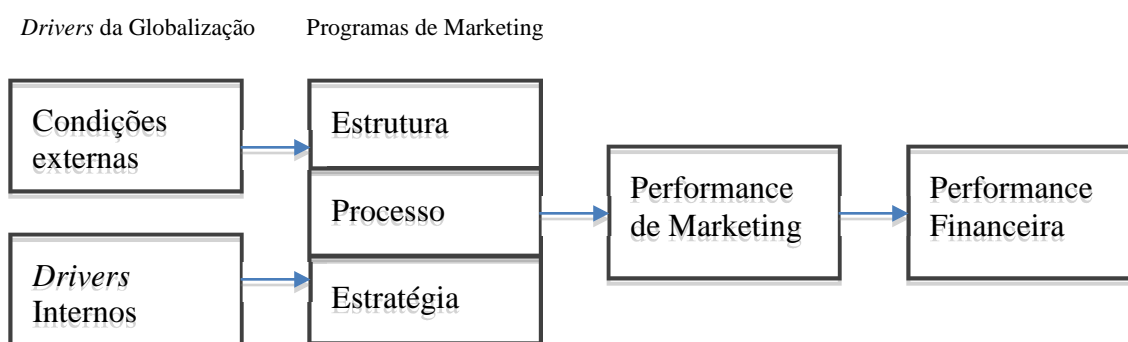 Drivers da Globalização
Programas de Marketing
Condições
externas
Drivers
Internos
Estrutura
Processo
Estratégia
Performance
de Marketing
Performance
Financeira